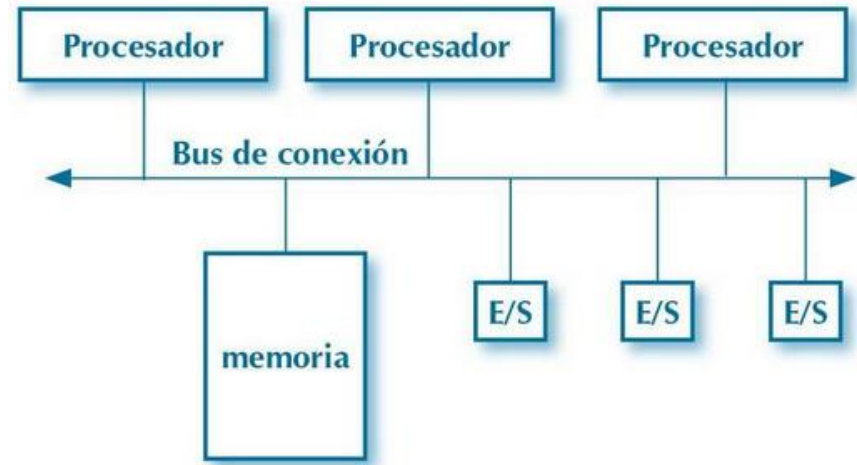 Procesador
Procesador
Procesador
Bus de conexión
memoria
E/S
E/S
E/S